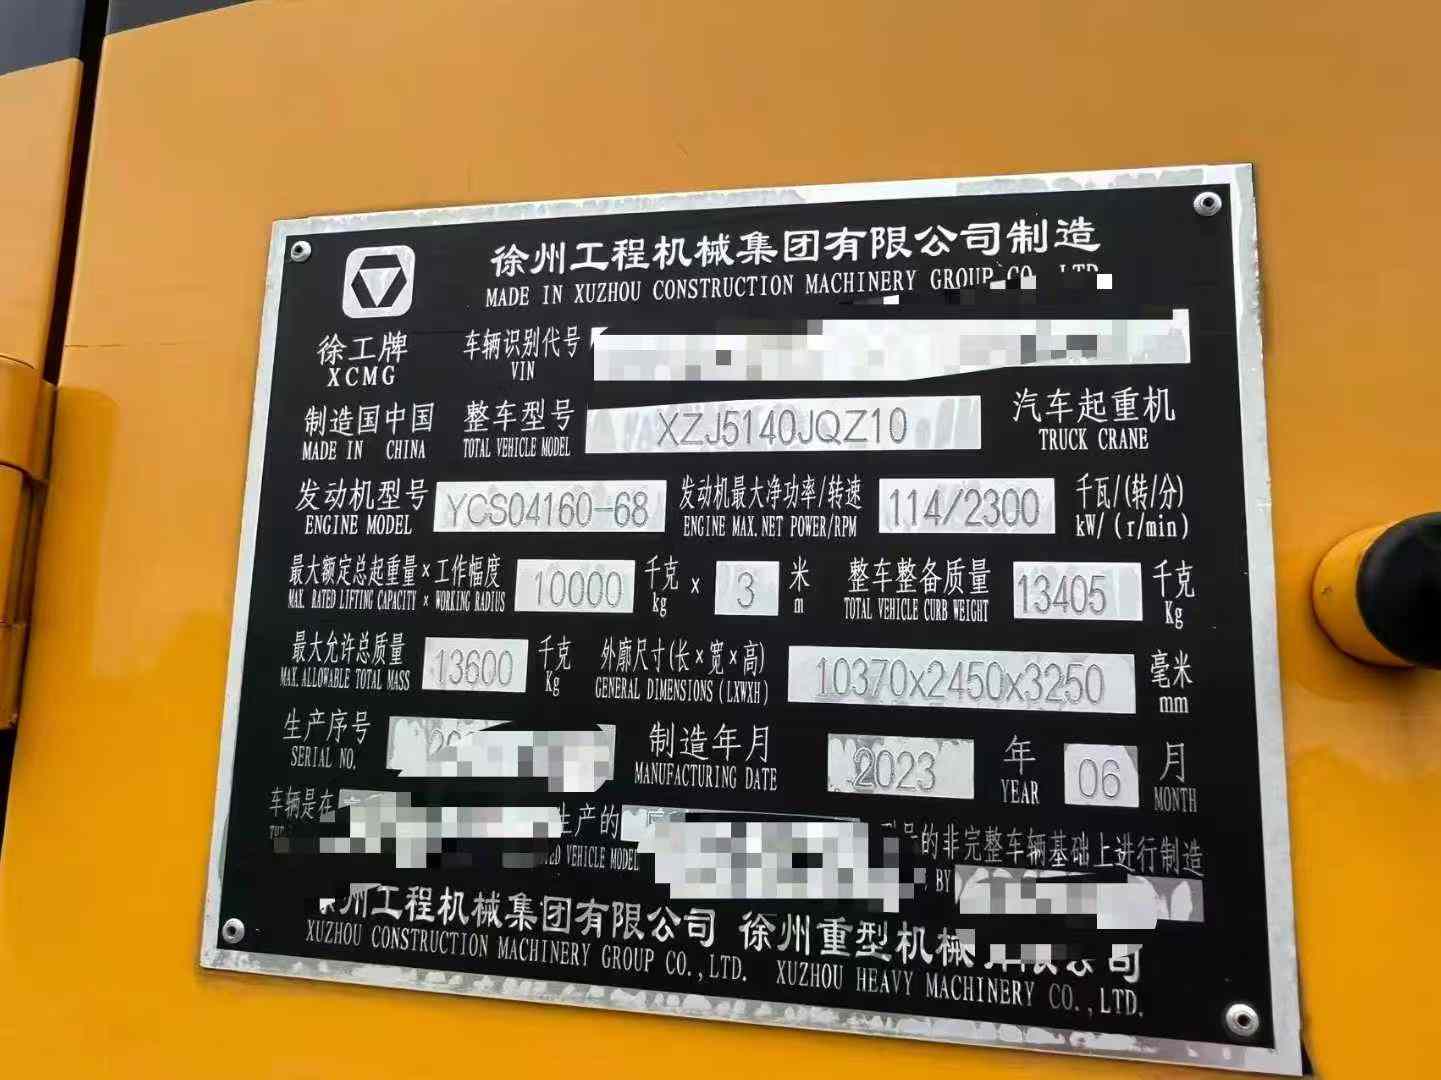 徐州工程机械集团有限公司制造
MADE IN XUZHOU CONSTRUCTION MACHINERY GROUP CO., LTD.
徐工牌 车辆识别代号
XCMG VIN
制造国中国 整车型号 XZJ5140JQZ10 汽车起重机
MADE IN CHINA TOTAL VEHICLE MODEL TRUCK CRANE
发动机型号 YCS04160-68 发动机最大净功率/转速 114/2300 千瓦/(转/分)
ENGINE MODEL ENGINE MAX.NET POWER/RPM kW/(r/min)
最大额定总起重量×工作幅度 10000 千克 × 3 米 整车整备质量 13405 千克
MAX. RATED LIFTING CAPACITY × WORKING RADIUS kg m TOTAL VEHICLE CURB WEIGHT Kg
最大允许总质量 13600 千克 外廓尺寸(长×宽×高) 10370x2450x3250 毫米
MAX.ALLOWABLE TOTAL MASS Kg GENERAL DIMENSIONS(LXWXH) mm
生产序号 制造年月 2023 年 06 月
SERIAL NO. MANUFACTURING DATE YEAR MONTH
车辆是在 生产的 的非完整车辆基础上进行制造
VEHICLE MODEL BY
州工程机械集团有限公司 徐州重型机械 公司
XUZHOU CONSTRUCTION MACHINERY GROUP CO.,LTD. XUZHOU HEAVY MACHINERY CO.,LTD.